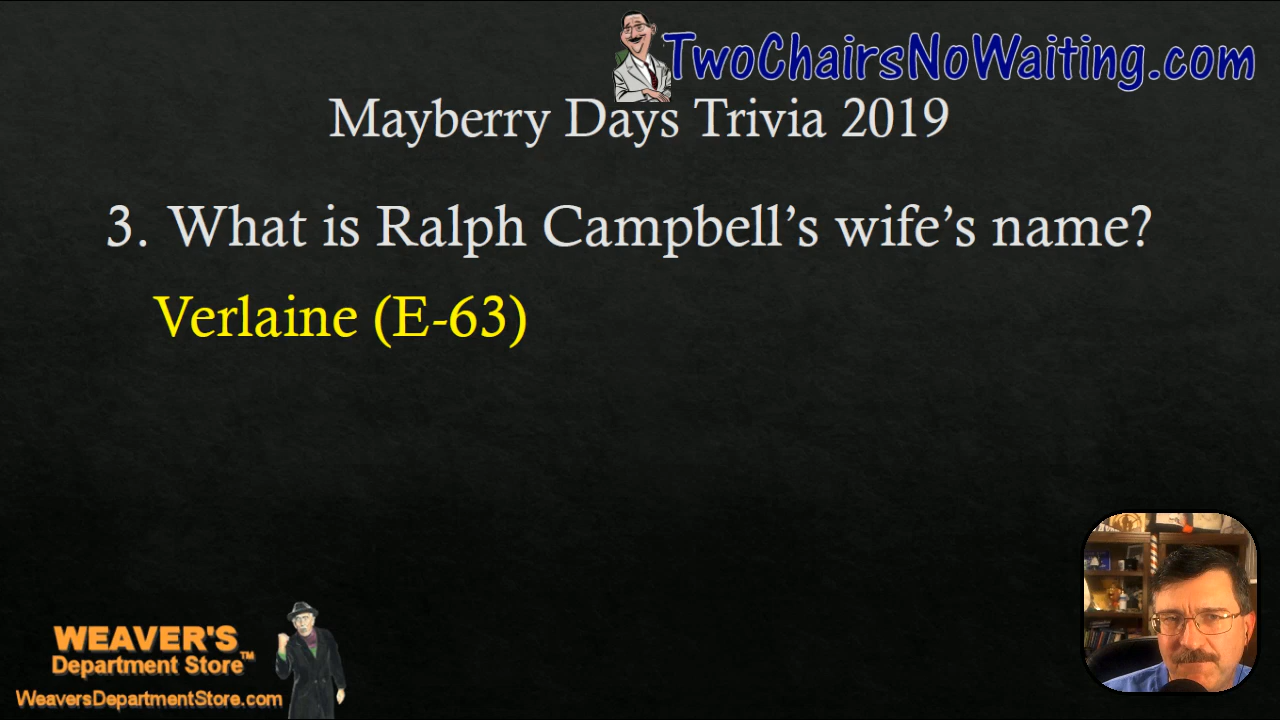 TwoChairsNoWaiting.com
Mayberry Days Trivia 2019
3. What is Ralph Campbell’s wife’s name?
Verlaine (E-63)
WEAVER'S
Department Store™
WeaversDepartmentStore.com